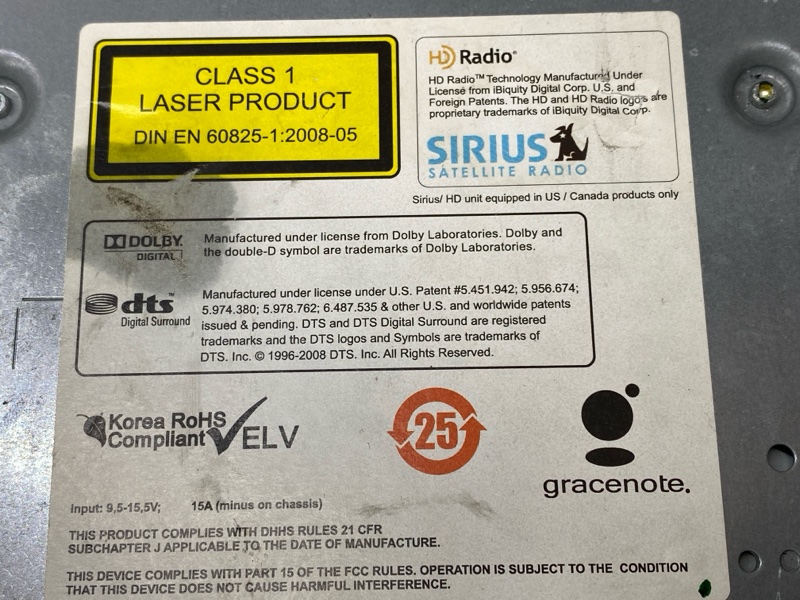 CLASS 1
LASER PRODUCT
DIN EN 60825-1:2008-05
HD Radio®
HD Radio™ Technology Manufactured Under
License from iBiquity Digital Corp. U.S. and
Foreign Patents. The HD and HD Radio logo's are
proprietary trademarks of iBiquity Digital Corp.
SIRIUS
SATELLITE RADIO
Sirius/ HD unit equipped in US / Canada products only
DOLBY
DIGITAL
Manufactured under license from Dolby Laboratories. Dolby and
the double-D symbol are trademarks of Dolby Laboratories.
dts™
Digital Surround
Manufactured under license under U.S. Patent #5.451.942; 5.956.674;
5.974.380; 5.978.762; 6.487.535 & other U.S. and worldwide patents
issued & pending. DTS and DTS Digital Surround are registered
trademarks and the DTS logos and Symbols are trademarks of
DTS. Inc. © 1996-2008 DTS. Inc. All Rights Reserved.
Korea RoHS
Compliant
ELV
25
gracenote.
Input: 9,5-15,5V; 15A (minus on chassis)
THIS PRODUCT COMPLIES WITH DHHS RULES 21 CFR
SUBCHAPTER J APPLICABLE TO THE DATE OF MANUFACTURE.
THIS DEVICE COMPLIES WITH PART 15 OF THE FCC RULES. OPERATION IS SUBJECT TO THE CONDITION
THAT THIS DEVICE DOES NOT CAUSE HARMFUL INTERFERENCE.